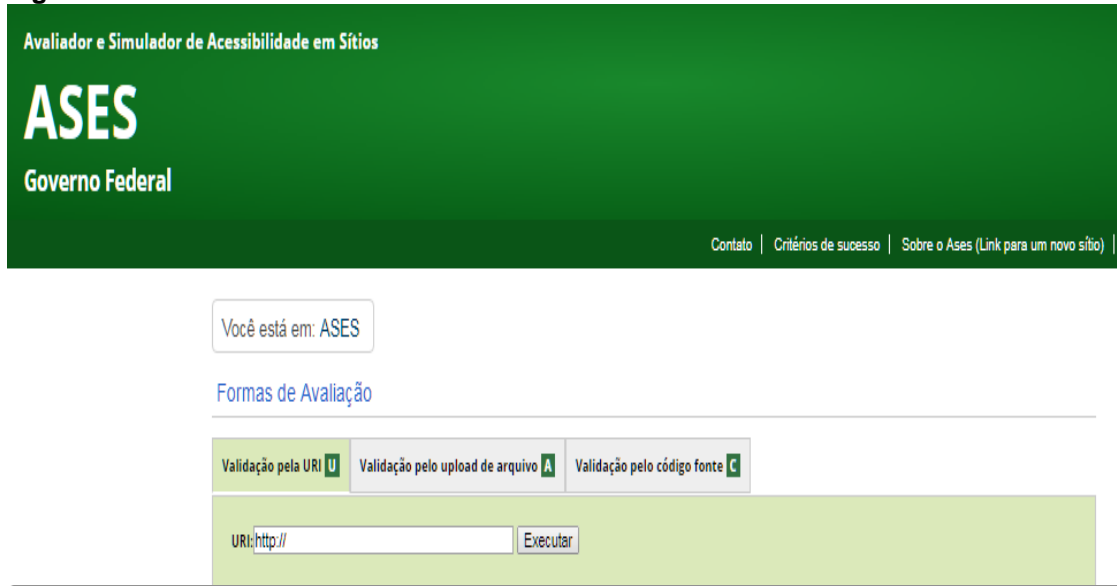 Avaliador e Simulador de Acessibilidade em Sítios
ASES
Governo Federal
Contato | Critérios de sucesso | Sobre o Ases (Link para um novo sítio) |
Você está em: ASES
Formas de Avaliação
Validação pela URI U Validação pelo upload de arquivo A Validação pelo código fonte C
URI: http:// Executar